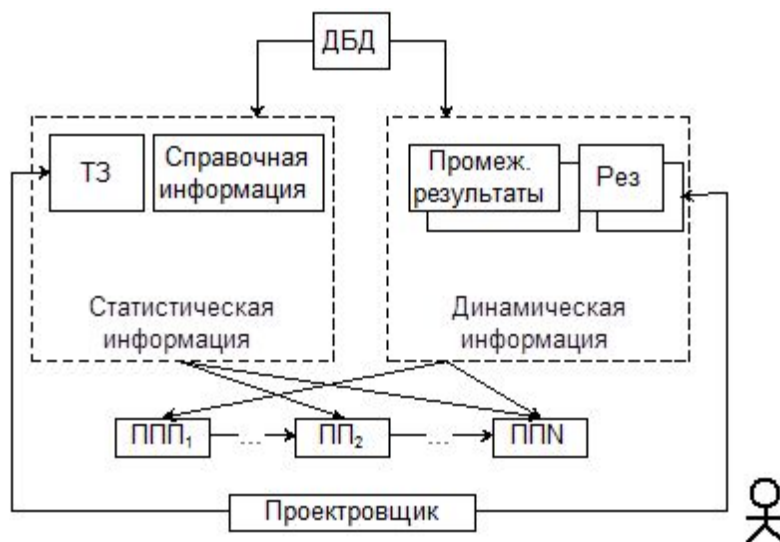 ДБД
ТЗ
Справочная
информация
Промеж.
результаты
Рез
Статистическая
информация
Динамическая
информация
ППП₁
...
ПП₂
...
ППN
Проектровщик